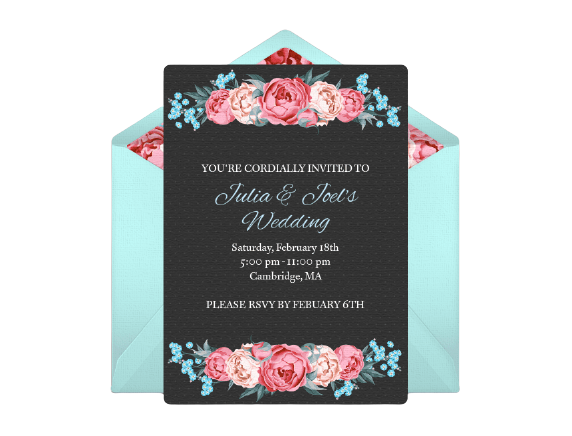 YOU'RE CORDIALLY INVITED TO
Julia & Joel's
Wedding
Saturday, February 18th
5:00 pm -11:00 pm
Cambridge, MA
PLEASE RSVY BY FEBUARY 6TH